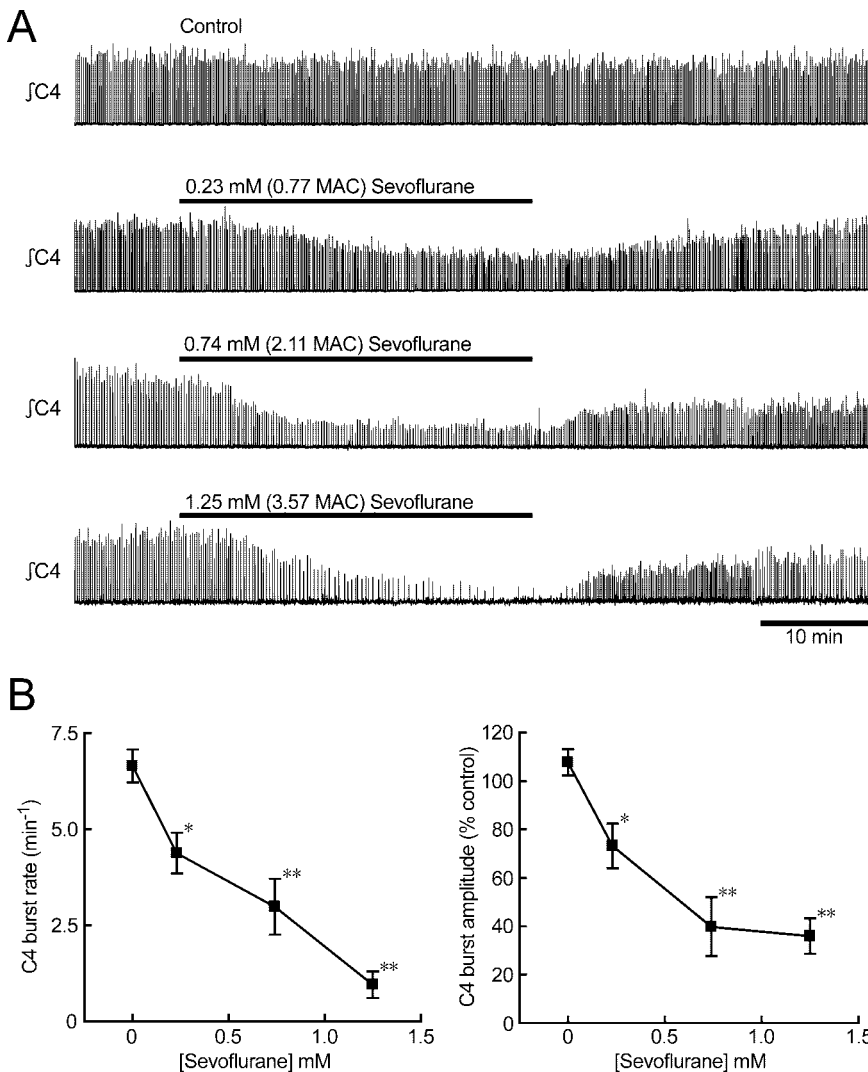 A
Control
∫C4
0.23 mM (0.77 MAC) Sevoflurane
∫C4
0.74 mM (2.11 MAC) Sevoflurane
∫C4
1.25 mM (3.57 MAC) Sevoflurane
∫C4
10 min
B
7.5
5.0
2.5
0
C4 burst rate (min⁻¹)
*
**
**
0 0.5 1.0 1.5
[Sevoflurane] mM
120
100
80
60
40
20
0
C4 burst amplitude (% control)
*
**
**
0 0.5 1.0 1.5
[Sevoflurane] mM